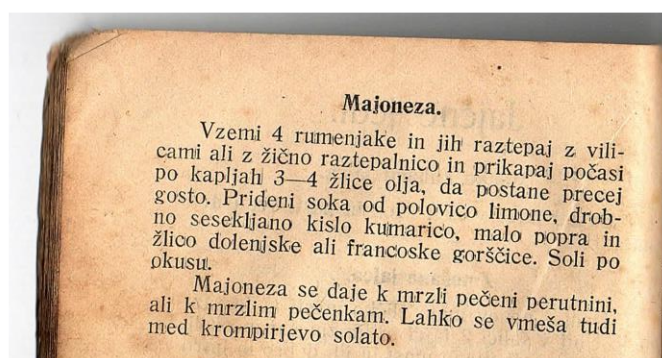 Majoneza.
Vzemi 4 rumenjake in jih raztepaj z vili-
cami ali z žično raztepalnico in prikapaj počasi
po kapljah 3—4 žlice olja, da postane precej
gosto. Prideni soka od polovico limone, drob-
no sesekljano kislo kumarico, malo popra in
žlico dolenjske ali francoske gorščice. Soli po
okusu.
Majoneza se daje k mrzli pečeni perutnini,
ali k mrzlim pečenkam. Lahko se vmeša tudi
med krompirjevo solato.